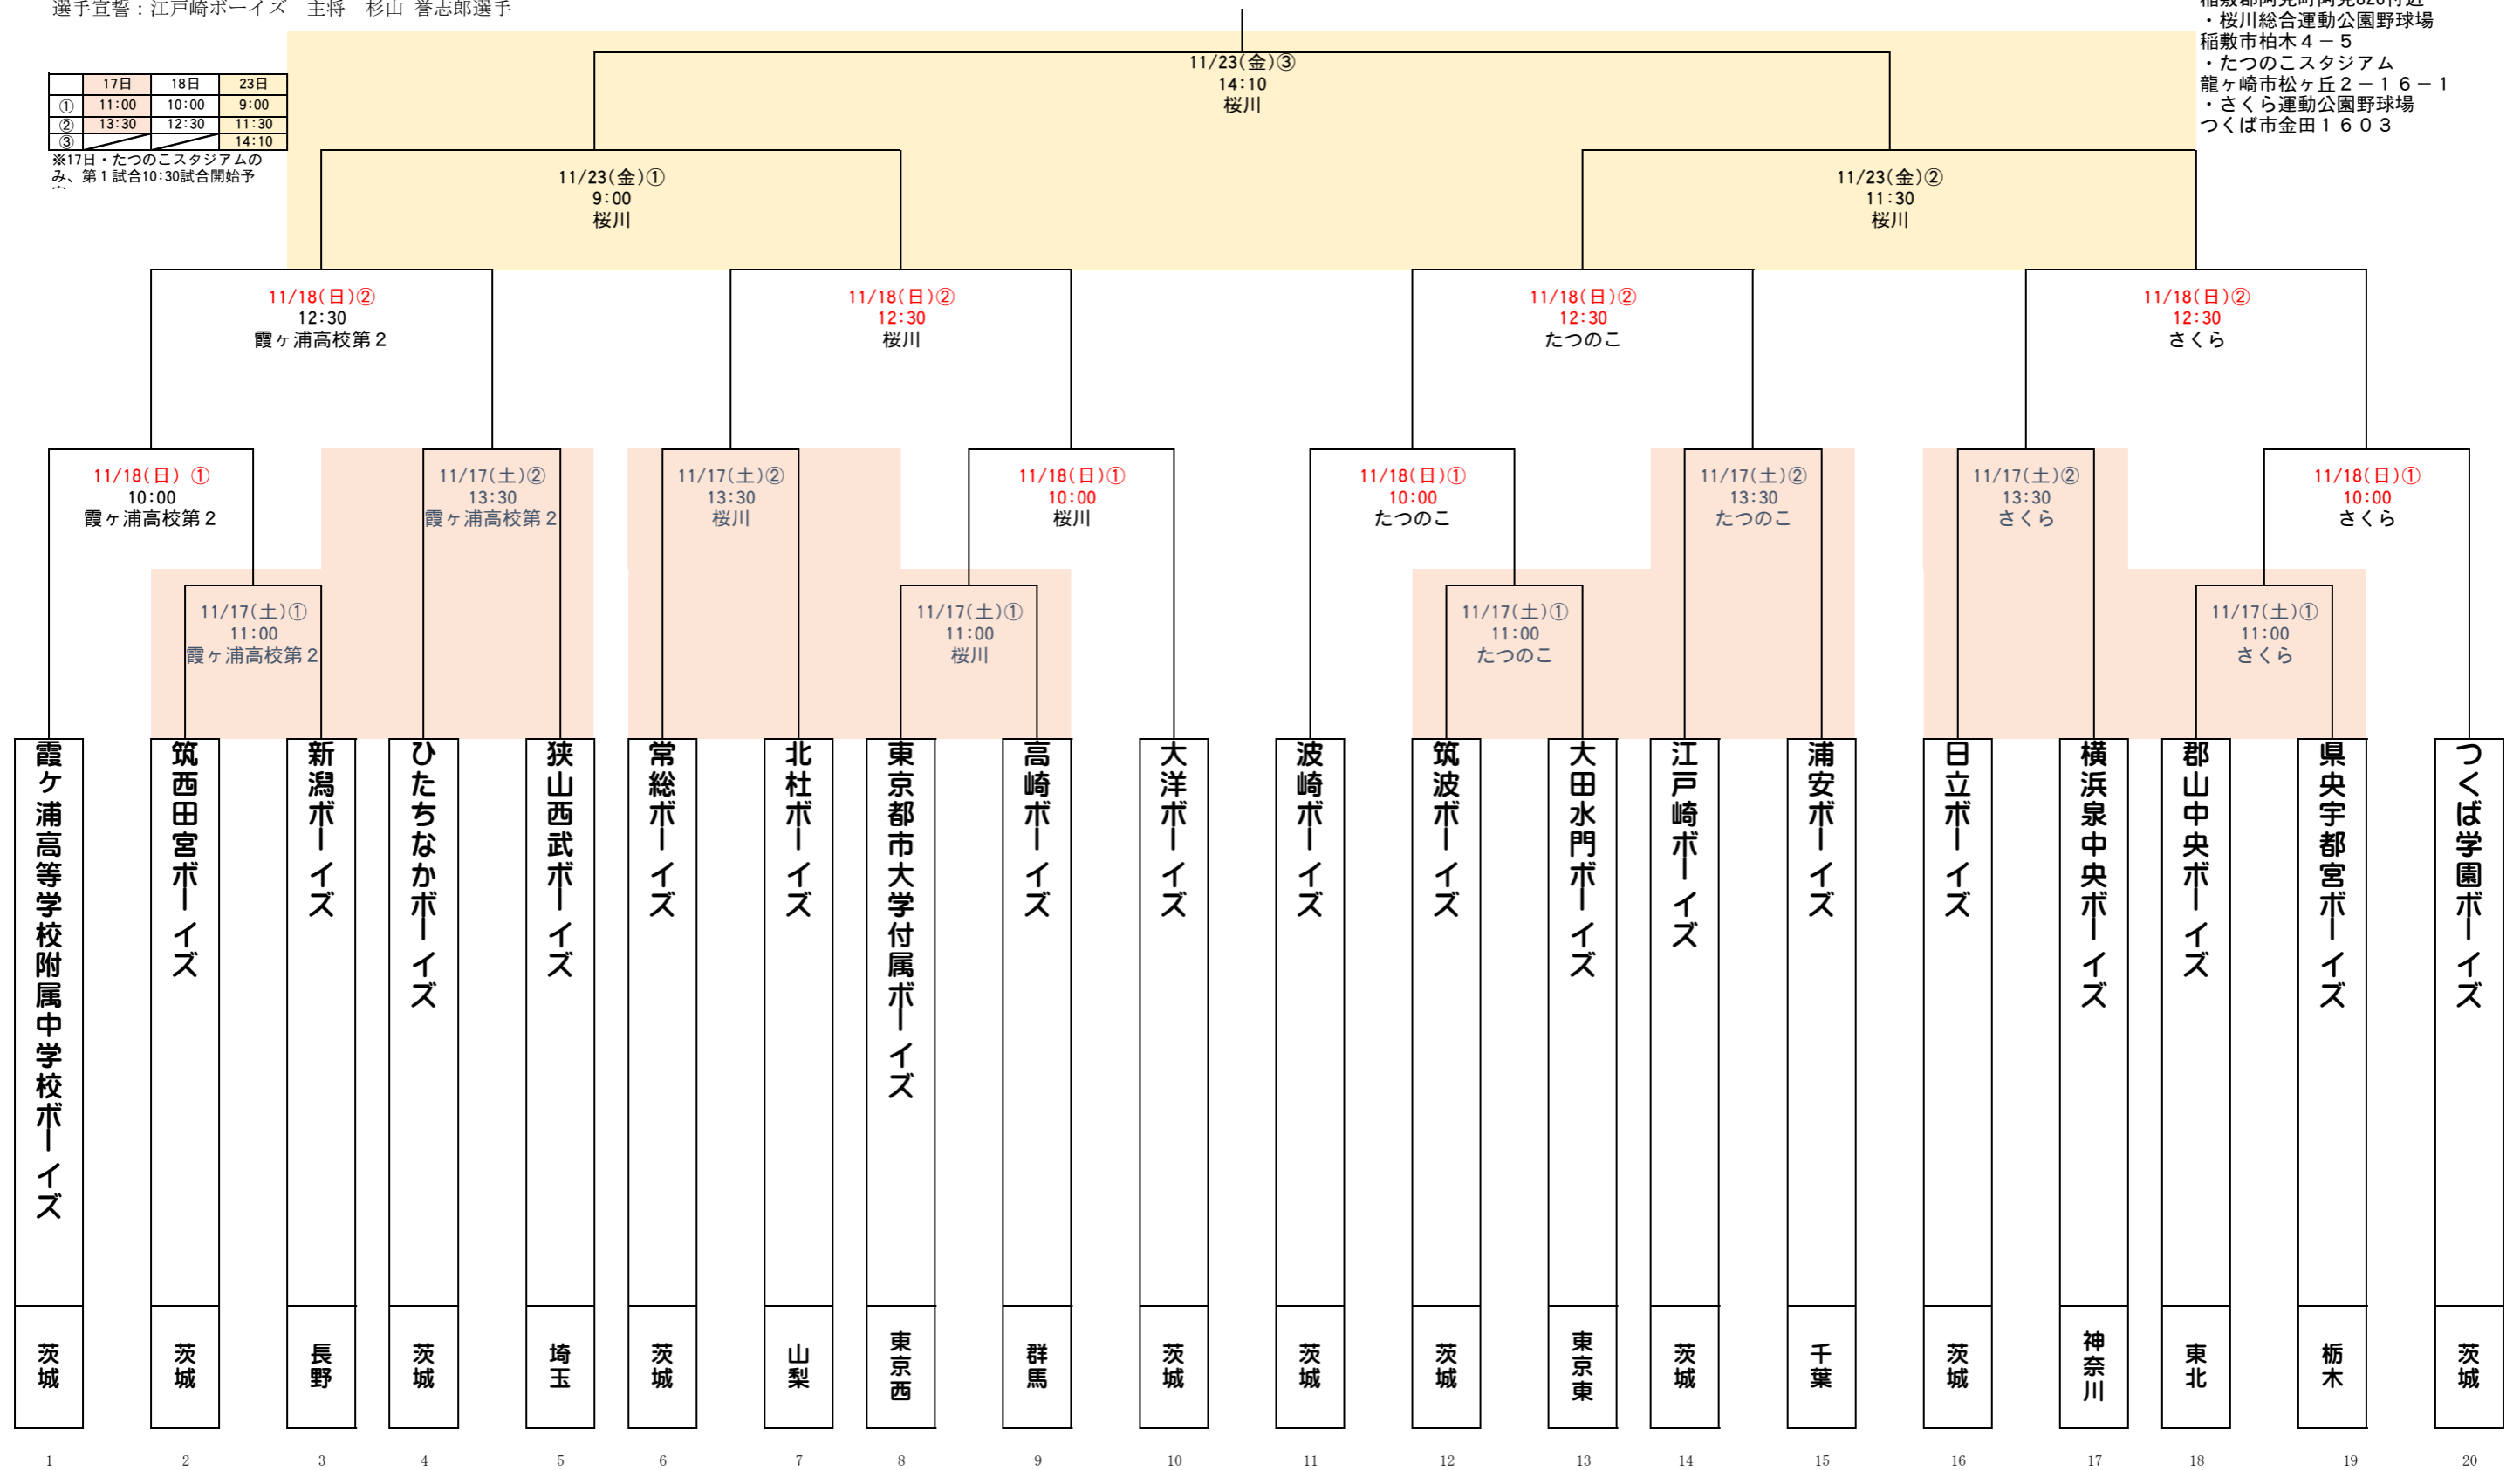 選手宣誓：江戸崎ボーイズ　主将　杉山 誉志郎選手
・桜川総合運動公園野球場
稲敷市柏木４－５
・たつのこスタジアム
龍ヶ崎市松ヶ丘２－１６－１
・さくら運動公園野球場
つくば市金田１６０３
17日 18日 23日
① 11:00 10:00 9:00
② 13:30 12:30 11:30
③ 14:10
※17日・たつのこスタジアムの
み、第１試合10:30試合開始予
11/23(金)③
14:10
桜川
11/23(金)①
9:00
桜川
11/23(金)②
11:30
桜川
11/18(日)②
12:30
霞ヶ浦高校第２
11/18(日)②
12:30
桜川
11/18(日)②
12:30
たつのこ
11/18(日)②
12:30
さくら
11/18(日) ①
10:00
霞ヶ浦高校第２
11/17(土)②
13:30
霞ヶ浦高校第２
11/17(土)②
13:30
桜川
11/18(日)①
10:00
桜川
11/18(日)①
10:00
たつのこ
11/17(土)②
13:30
たつのこ
11/17(土)②
13:30
さくら
11/18(日)①
10:00
さくら
11/17(土)①
11:00
霞ヶ浦高校第２
11/17(土)①
11:00
桜川
11/17(土)①
11:00
たつのこ
11/17(土)①
11:00
さくら
霞ケ浦高等学校附属中学校ボーイズ
筑西田宮ボーイズ
新潟ボーイズ
ひたちなかボーイズ
狭山西武ボーイズ
常総ボーイズ
北杜ボーイズ
東京都市大学付属ボーイズ
高崎ボーイズ
大洋ボーイズ
波崎ボーイズ
筑波ボーイズ
大田水門ボーイズ
江戸崎ボーイズ
浦安ボーイズ
日立ボーイズ
横浜泉中央ボーイズ
郡山中央ボーイズ
県央宇都宮ボーイズ
つくば学園ボーイズ
茨城
茨城
長野
茨城
埼玉
茨城
山梨
東京西
群馬
茨城
茨城
茨城
東京東
茨城
千葉
茨城
神奈川
東北
栃木
茨城
1 2 3 4 5 6 7 8 9 10 11 12 13 14 15 16 17 18 19 20